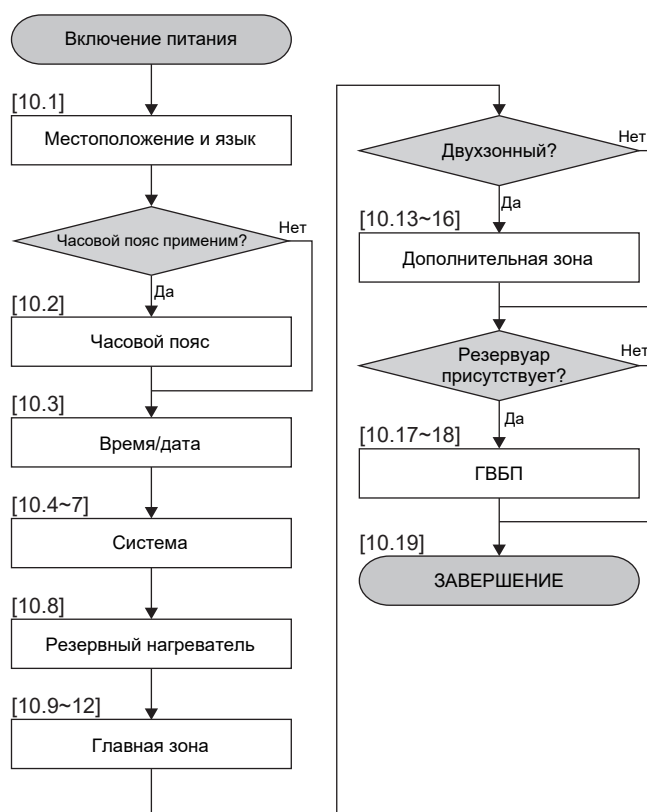 Включение питания
[10.1]
Местоположение и язык
Часовой пояс применим?
Нет
Да
[10.2]
Часовой пояс
[10.3]
Время/дата
[10.4~7]
Система
[10.8]
Резервный нагреватель
[10.9~12]
Главная зона
Двухзонный?
Нет
Да
[10.13~16]
Дополнительная зона
Резервуар
присутствует?
Нет
Да
[10.17~18]
ГВБП
[10.19]
ЗАВЕРШЕНИЕ